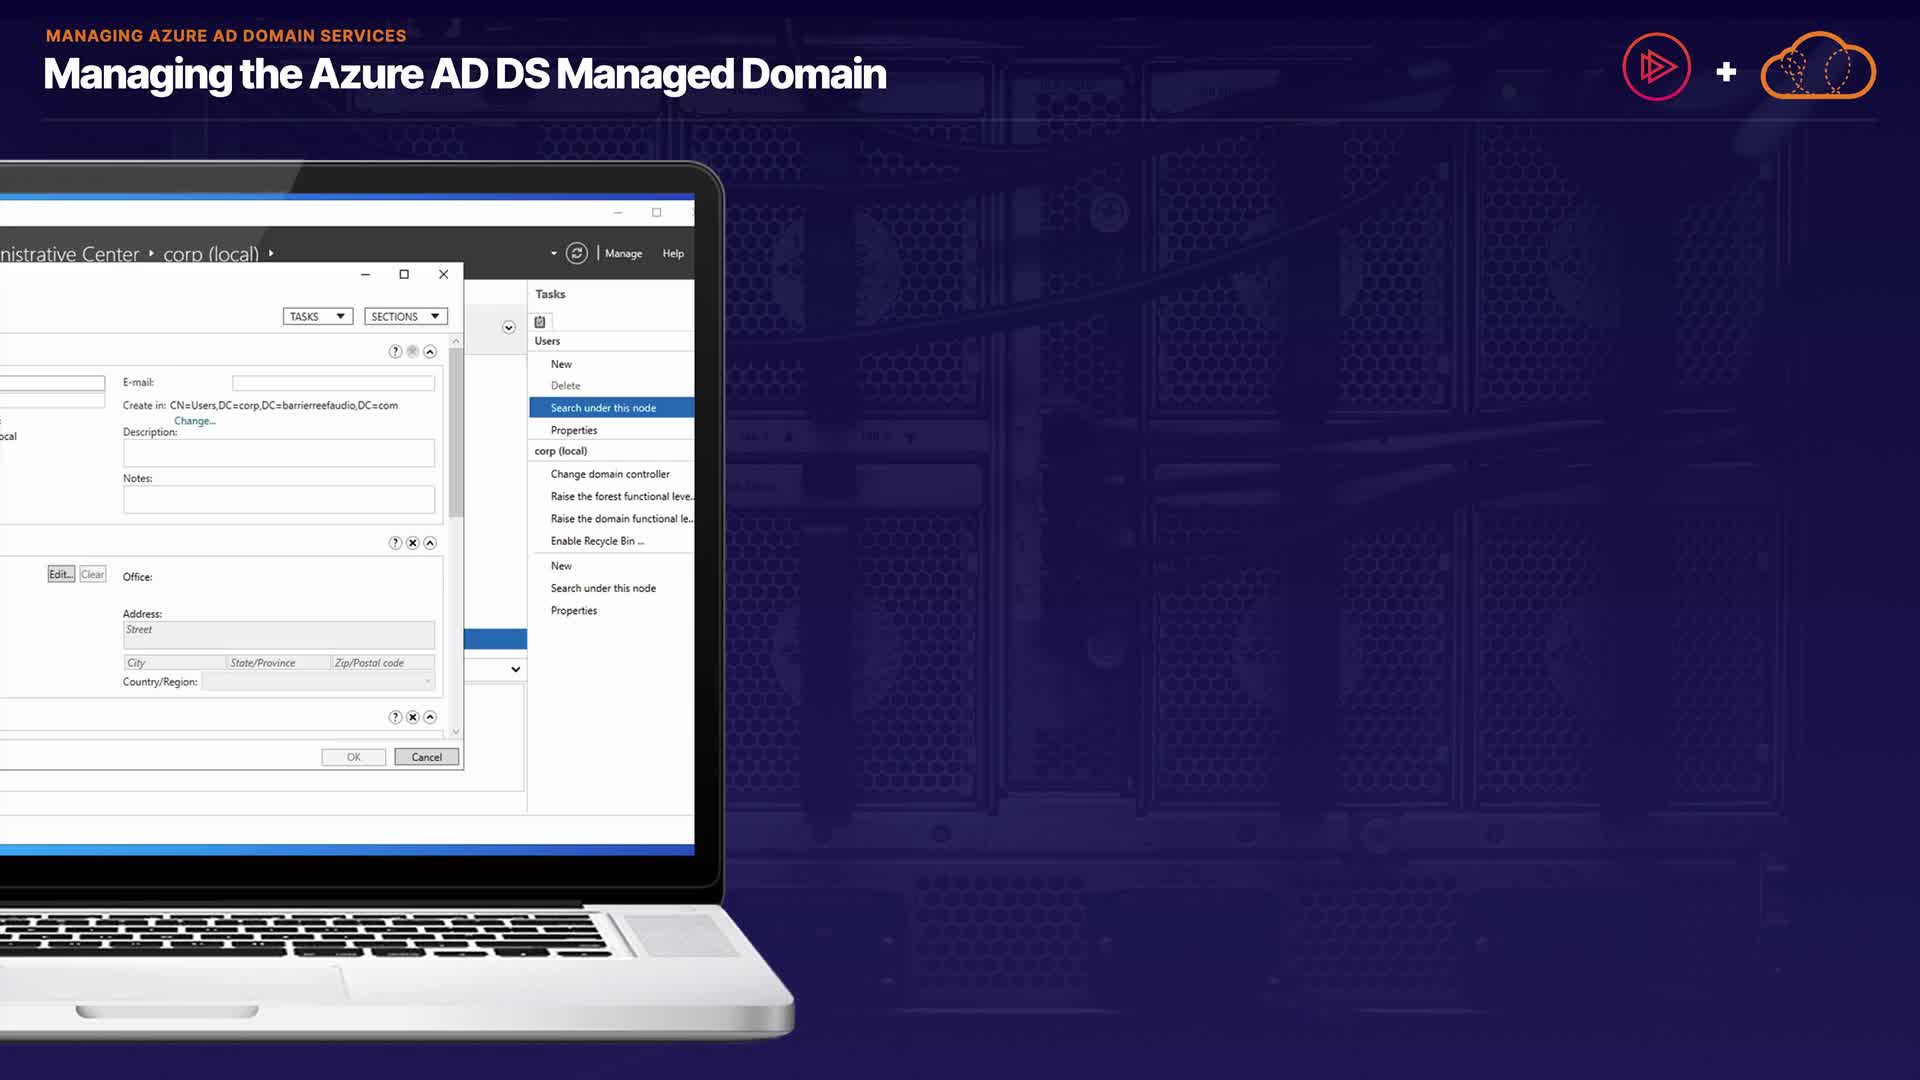 MANAGING AZURE AD DOMAIN SERVICES
Managing the Azure AD DS Managed Domain
nistrative Center
corp (local)
Manage
Help
TASKS
SECTIONS
E-mail:
Create in: CN=Users,DC=corp,DC=barrierreefaudio,DC=com
Change...
ocal
Description:
Notes:
Edit...
Clear
Office:
Address:
Street
City
State/Province
Zip/Postal code
Country/Region:
OK
Cancel
Tasks
Users
New
Delete
Search under this node
Properties
corp (local)
Change domain controller
Raise the forest functional leve...
Raise the domain functional le...
Enable Recycle Bin ...
New
Search under this node
Properties